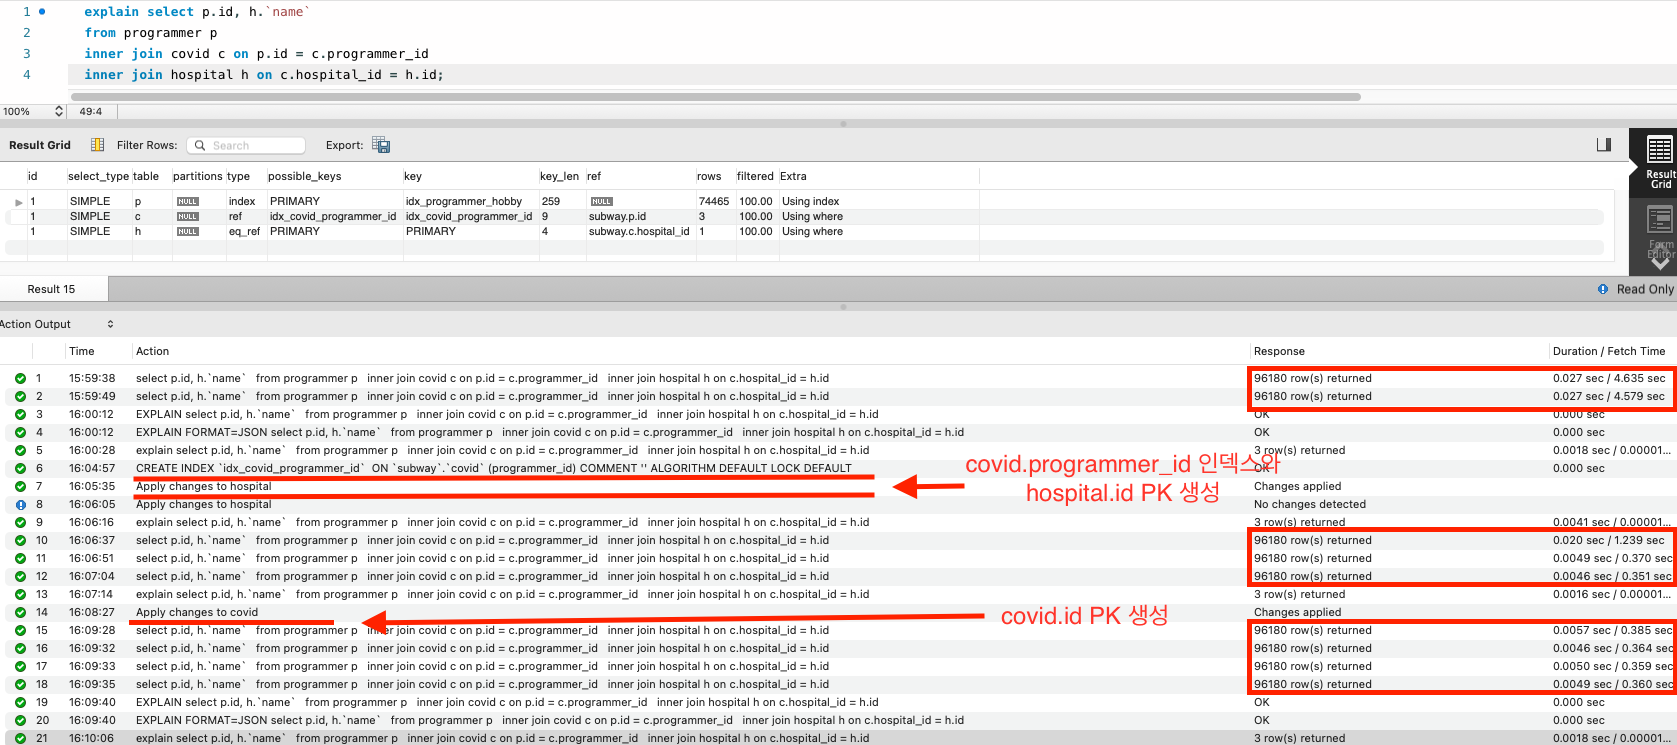 1 explain select p.id, h.`name`
2 from programmer p
3 inner join covid c on p.id = c.programmer_id
4 inner join hospital h on c.hospital_id = h.id;
100% 49:4
Result Grid Filter Rows: Search Export:
id select_type table partitions type possible_keys key key_len ref rows filtered Extra
1 SIMPLE p NULL index PRIMARY idx_programmer_hobby 259 NULL 74465 100.00 Using index
1 SIMPLE c NULL ref idx_covid_programmer_id idx_covid_programmer_id 9 subway.p.id 3 100.00 Using where
1 SIMPLE h NULL eq_ref PRIMARY PRIMARY 4 subway.c.hospital_id 1 100.00 Using where
Result
Grid
Form
Editor
Result 15 Read Only
Action Output
Time Action Response Duration / Fetch Time
1 15:59:38 select p.id, h.`name` from programmer p inner join covid c on p.id = c.programmer_id inner join hospital h on c.hospital_id = h.id 96180 row(s) returned 0.027 sec / 4.635 sec
2 15:59:49 select p.id, h.`name` from programmer p inner join covid c on p.id = c.programmer_id inner join hospital h on c.hospital_id = h.id 96180 row(s) returned 0.027 sec / 4.579 sec
3 16:00:12 EXPLAIN select p.id, h.`name` from programmer p inner join covid c on p.id = c.programmer_id inner join hospital h on c.hospital_id = h.id OK 0.000 sec
4 16:00:12 EXPLAIN FORMAT=JSON select p.id, h.`name` from programmer p inner join covid c on p.id = c.programmer_id inner join hospital h on c.hospital_id = h.id OK 0.000 sec
5 16:00:28 explain select p.id, h.`name` from programmer p inner join covid c on p.id = c.programmer_id inner join hospital h on c.hospital_id = h.id 3 row(s) returned 0.0018 sec / 0.00001...
6 16:04:57 CREATE INDEX `idx_covid_programmer_id` ON `subway`.`covid` (programmer_id) COMMENT '' ALGORITHM DEFAULT LOCK DEFAULT OK 0.000 sec
covid.programmer_id 인덱스와
hospital.id PK 생성
7 16:05:35 Apply changes to hospital Changes applied
8 16:06:05 Apply changes to hospital No changes detected
9 16:06:16 explain select p.id, h.`name` from programmer p inner join covid c on p.id = c.programmer_id inner join hospital h on c.hospital_id = h.id 3 row(s) returned 0.0041 sec / 0.00001...
10 16:06:37 select p.id, h.`name` from programmer p inner join covid c on p.id = c.programmer_id inner join hospital h on c.hospital_id = h.id 96180 row(s) returned 0.020 sec / 1.239 sec
11 16:06:51 select p.id, h.`name` from programmer p inner join covid c on p.id = c.programmer_id inner join hospital h on c.hospital_id = h.id 96180 row(s) returned 0.0049 sec / 0.370 sec
12 16:07:04 select p.id, h.`name` from programmer p inner join covid c on p.id = c.programmer_id inner join hospital h on c.hospital_id = h.id 96180 row(s) returned 0.0046 sec / 0.351 sec
13 16:07:14 explain select p.id, h.`name` from programmer p inner join covid c on p.id = c.programmer_id inner join hospital h on c.hospital_id = h.id 3 row(s) returned 0.0016 sec / 0.00001...
14 16:08:27 Apply changes to covid Changes applied
covid.id PK 생성
15 16:09:28 select p.id, h.`name` from programmer p inner join covid c on p.id = c.programmer_id inner join hospital h on c.hospital_id = h.id 96180 row(s) returned 0.0057 sec / 0.385 sec
16 16:09:32 select p.id, h.`name` from programmer p inner join covid c on p.id = c.programmer_id inner join hospital h on c.hospital_id = h.id 96180 row(s) returned 0.0046 sec / 0.364 sec
17 16:09:33 select p.id, h.`name` from programmer p inner join covid c on p.id = c.programmer_id inner join hospital h on c.hospital_id = h.id 96180 row(s) returned 0.0050 sec / 0.359 sec
18 16:09:35 select p.id, h.`name` from programmer p inner join covid c on p.id = c.programmer_id inner join hospital h on c.hospital_id = h.id 96180 row(s) returned 0.0049 sec / 0.360 sec
19 16:09:40 EXPLAIN select p.id, h.`name` from programmer p inner join covid c on p.id = c.programmer_id inner join hospital h on c.hospital_id = h.id OK 0.000 sec
20 16:09:40 EXPLAIN FORMAT=JSON select p.id, h.`name` from programmer p inner join covid c on p.id = c.programmer_id inner join hospital h on c.hospital_id = h.id OK 0.000 sec
21 16:10:06 explain select p.id, h.`name` from programmer p inner join covid c on p.id = c.programmer_id inner join hospital h on c.hospital_id = h.id 3 row(s) returned 0.0018 sec / 0.00001...